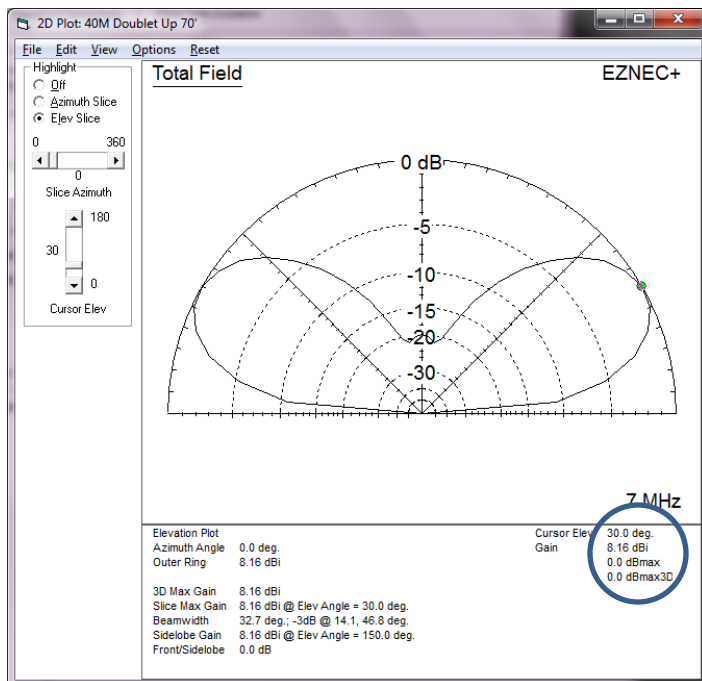 2D Plot: 40M Doublet Up 70'
File Edit View Options Reset
Highlight
Off
Azimuth Slice
Elev Slice
0 360
0
Slice Azimuth
180
30
0
Cursor Elev
Total Field EZNEC+
0 dB
-5
-10
-15
-20
-30
7 MHz
Elevation Plot Cursor Elev 30.0 deg.
Azimuth Angle 0.0 deg. Gain 8.16 dBi
Outer Ring 8.16 dBi 0.0 dBmax
0.0 dBmax3D
3D Max Gain 8.16 dBi
Slice Max Gain 8.16 dBi @ Elev Angle = 30.0 deg.
Beamwidth 32.7 deg.; -3dB @ 14.1, 46.8 deg.
Sidelobe Gain 8.16 dBi @ Elev Angle = 150.0 deg.
Front/Sidelobe 0.0 dB